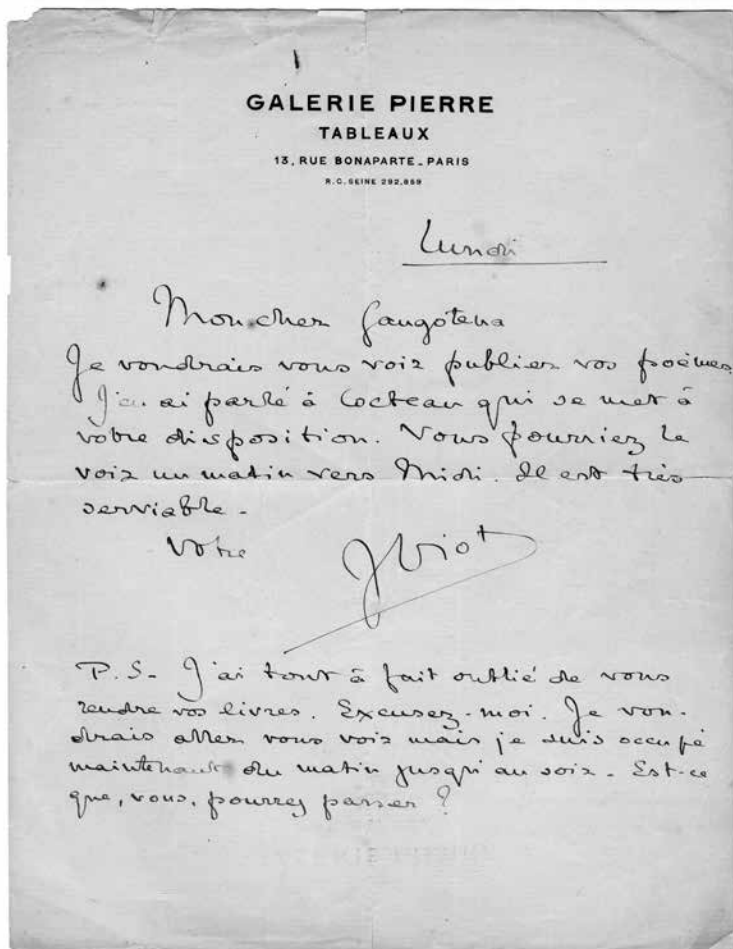 GALERIE PIERRE
TABLEAUX
13, RUE BONAPARTE - PARIS
R.C. SEINE 292,859
Lundi
Mon cher Gangotena
Je voudrais vous voir publier vos poèmes.
J'en ai parlé à Cocteau qui se met à
votre disposition. Vous pourriez le
voir un matin vers Midi. Il est très
serviable.
Votre JViot
P.S. - J'ai tout à fait oublié de vous
rendre vos livres. Excusez-moi. Je vou-
drais aller vous voir mais je suis occupé
maintenant du matin jusqu'au soir. Est-ce
que, vous, pourrez passer ?